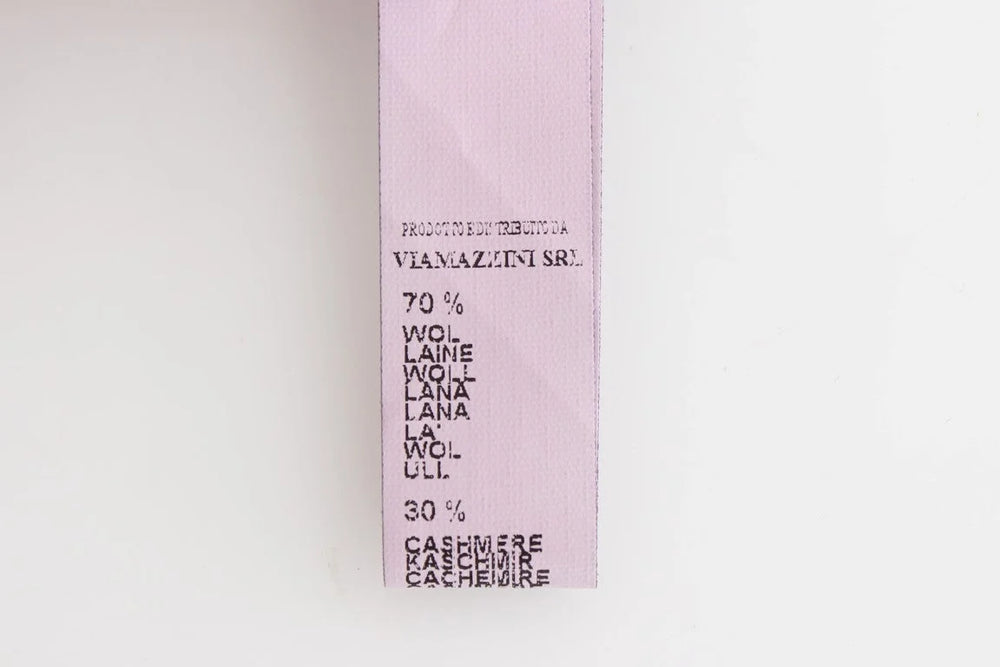 PRODOTTO E DISTRIBUITO DA
VIAMAZZINI SRL
70 %
WOL
LAINE
WOLL
LANA
LANA
LA'
WOL
ULL
30 %
CASHMERE
KASCHMIR
CACHEMIRE